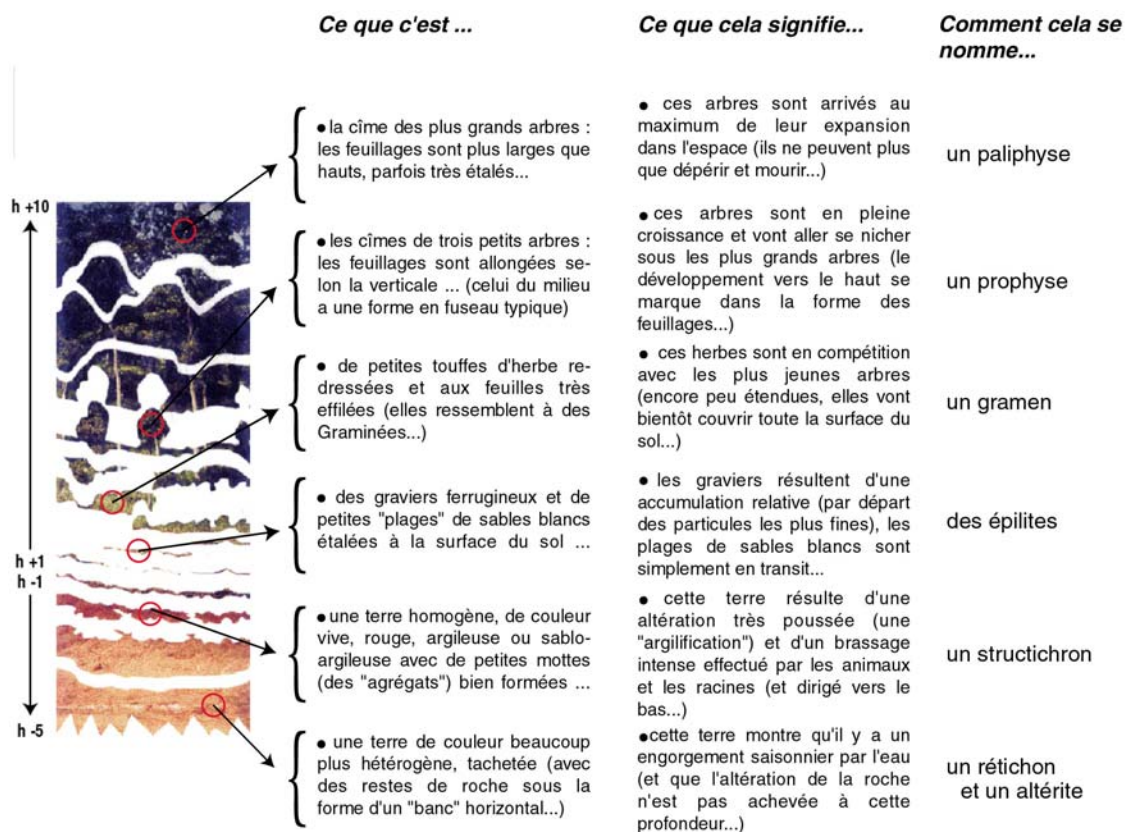 Ce que c'est ...
Ce que cela signifie...
Comment cela se
nomme...
● la cîme des plus grands arbres :
les feuillages sont plus larges que
hauts, parfois très étalés...
● ces arbres sont arrivés au
maximum de leur expansion
dans l'espace (ils ne peuvent plus
que dépérir et mourir...)
un paliphyse
h +10
● les cîmes de trois petits arbres :
les feuillages sont allongées se-
lon la verticale ... (celui du milieu
a une forme en fuseau typique)
● ces arbres sont en pleine
croissance et vont aller se nicher
sous les plus grands arbres (le
développement vers le haut se
marque dans la forme des
feuillages...)
un prophyse
● de petites touffes d'herbe re-
dressées et aux feuilles très
effilées (elles ressemblent à des
Graminées...)
● ces herbes sont en compétition
avec les plus jeunes arbres
(encore peu étendues, elles vont
bientôt couvrir toute la surface du
sol...)
un gramen
● des graviers ferrugineux et de
petites "plages" de sables blancs
étalées à la surface du sol ...
● les graviers résultent d'une
accumulation relative (par départ
des particules les plus fines), les
plages de sables blancs sont
simplement en transit...
des épilites
h +1
h -1
● une terre homogène, de couleur
vive, rouge, argileuse ou sablo-
argileuse avec de petites mottes
(des "agrégats") bien formées ...
● cette terre résulte d'une
altération très poussée (une
"argilification") et d'un brassage
intense effectué par les animaux
et les racines (et dirigé vers le
bas...)
un structichron
h -5
● une terre de couleur beaucoup
plus hétérogène, tachetée (avec
des restes de roche sous la
forme d'un "banc" horizontal...)
●cette terre montre qu'il y a un
engorgement saisonnier par l'eau
(et que l'altération de la roche
n'est pas achevée à cette
profondeur...)
un rétichon
et un altérite